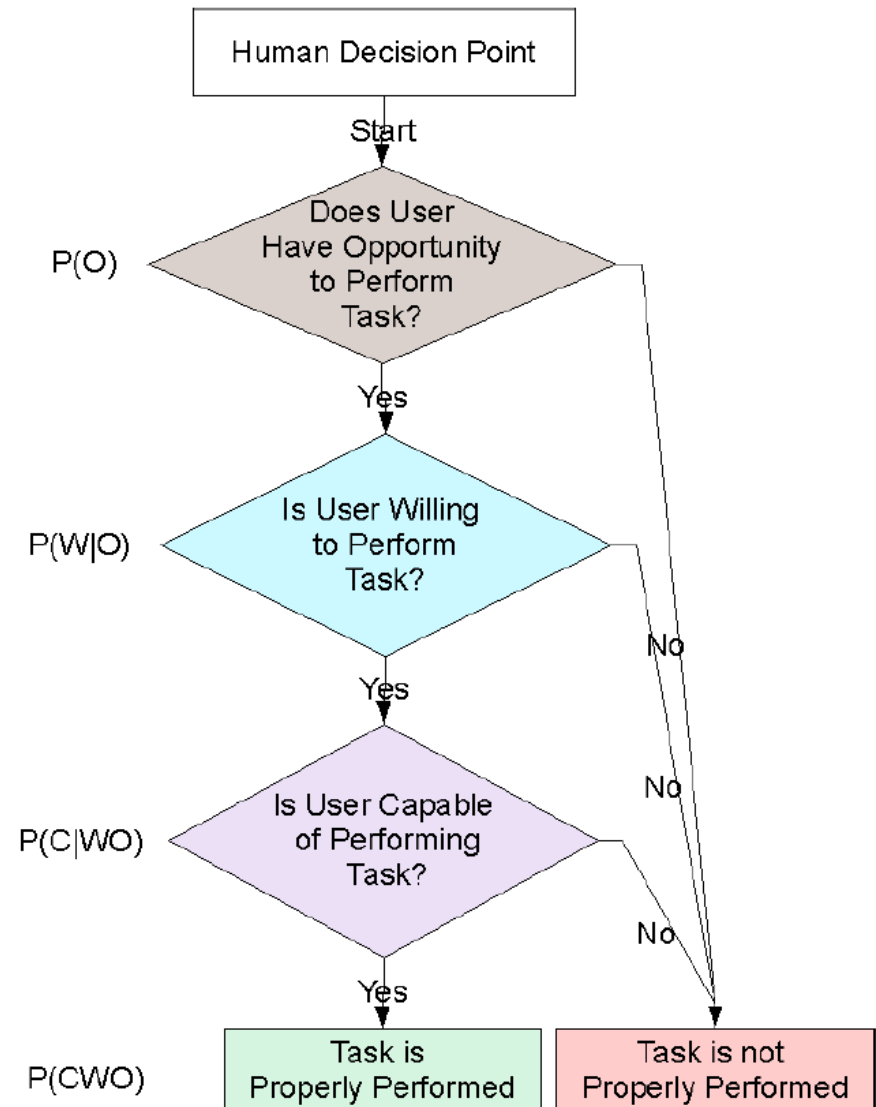 Human Decision Point
Start
Does User
Have Opportunity
to Perform
Task?
P(O)
Yes
Is User Willing
to Perform
Task?
P(W|O)
No
Yes
No
Is User Capable
of Performing
Task?
P(C|WO)
No
Yes
Task is
Properly Performed
Task is not
Properly Performed
P(CWO)